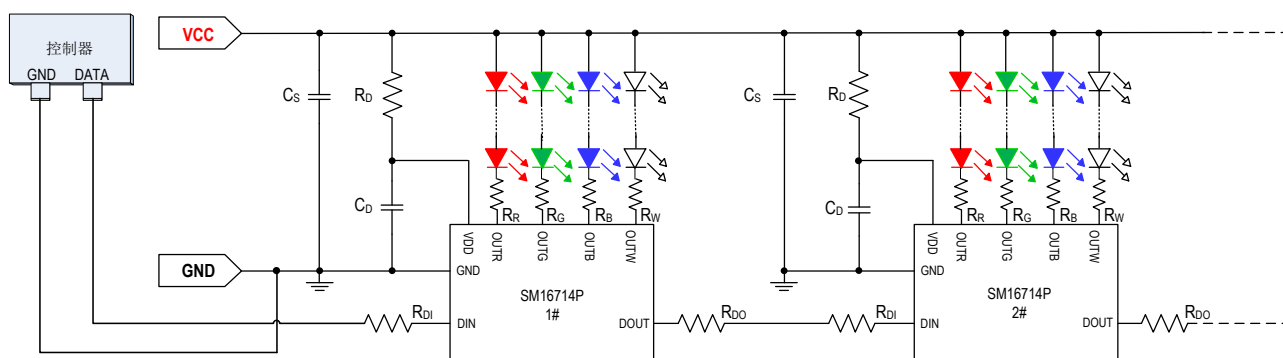 控制器
GND DATA
VCC
GND
CS
RD
CD
RR
RG
RB
RW
VDD
OUTR
OUTG
OUTB
OUTW
GND
SM16714P
1#
DIN
DOUT
RDI
RDO
CS
RD
CD
RR
RG
RB
RW
VDD
OUTR
OUTG
OUTB
OUTW
GND
SM16714P
2#
DIN
DOUT
RDI
RDO